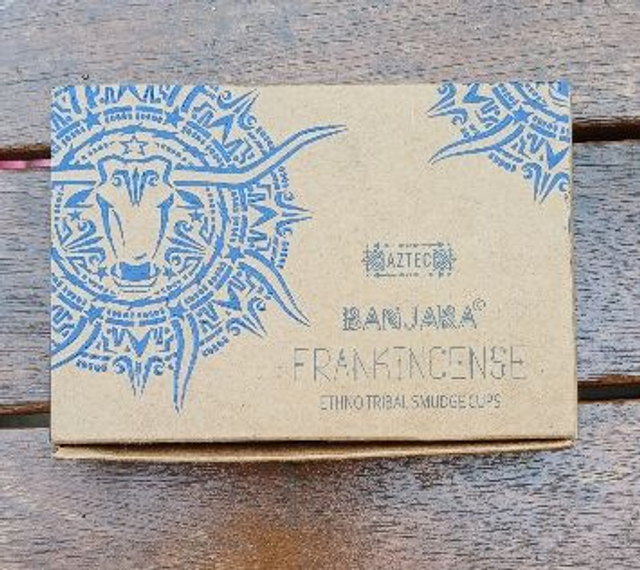 AZTEC
BANJARA©
FRANKINCENSE
ETHNO TRIBAL SMUDGE CUPS